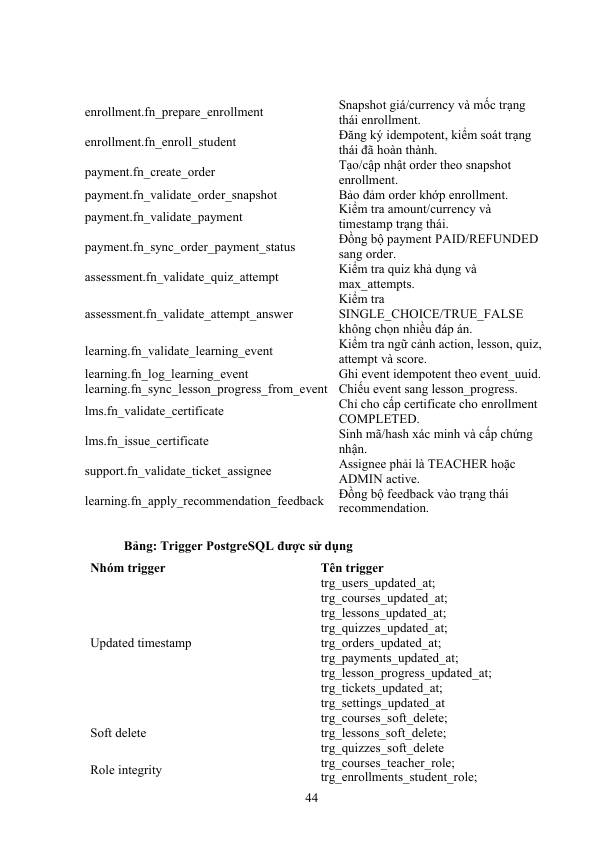 enrollment.fn_prepare_enrollment
Snapshot giá/currency và mốc trạng
thái enrollment.
enrollment.fn_enroll_student
Đăng ký idempotent, kiểm soát trạng
thái đã hoàn thành.
payment.fn_create_order
Tạo/cập nhật order theo snapshot
enrollment.
payment.fn_validate_order_snapshot
Bảo đảm order khớp enrollment.
payment.fn_validate_payment
Kiểm tra amount/currency và
timestamp trạng thái.
payment.fn_sync_order_payment_status
Đồng bộ payment PAID/REFUNDED
sang order.
assessment.fn_validate_quiz_attempt
Kiểm tra quiz khả dụng và
max_attempts.
assessment.fn_validate_attempt_answer
Kiểm tra
SINGLE_CHOICE/TRUE_FALSE
không chọn nhiều đáp án.
learning.fn_validate_learning_event
Kiểm tra ngữ cảnh action, lesson, quiz,
attempt và score.
learning.fn_log_learning_event
Ghi event idempotent theo event_uuid.
learning.fn_sync_lesson_progress_from_event
Chiếu event sang lesson_progress.
lms.fn_validate_certificate
Chỉ cho cấp certificate cho enrollment
COMPLETED.
lms.fn_issue_certificate
Sinh mã/hash xác minh và cấp chứng
nhận.
support.fn_validate_ticket_assignee
Assignee phải là TEACHER hoặc
ADMIN active.
learning.fn_apply_recommendation_feedback
Đồng bộ feedback vào trạng thái
recommendation.
Bảng: Trigger PostgreSQL được sử dụng
Nhóm trigger
Tên trigger
Updated timestamp
trg_users_updated_at;
trg_courses_updated_at;
trg_lessons_updated_at;
trg_quizzes_updated_at;
trg_orders_updated_at;
trg_payments_updated_at;
trg_lesson_progress_updated_at;
trg_tickets_updated_at;
trg_settings_updated_at
Soft delete
trg_courses_soft_delete;
trg_lessons_soft_delete;
trg_quizzes_soft_delete
Role integrity
trg_courses_teacher_role;
trg_enrollments_student_role;
44